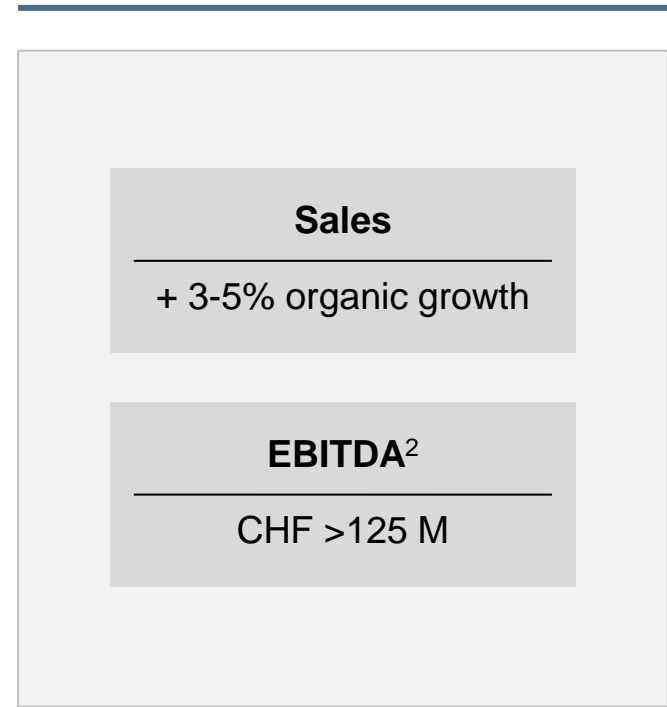 Sales
+ 3-5% organic growth
EBITDA²
CHF >125 M